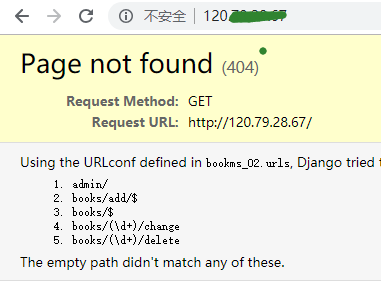 不安全 | 120.
Page not found (404)
Request Method: GET
Request URL: http://120.79.28.67/
Using the URLconf defined in bookms_02.urls, Django tried
1. admin/
2. books/add/$
3. books/$
4. books/(\d+)/change
5. books/(\d+)/delete
The empty path didn't match any of these.